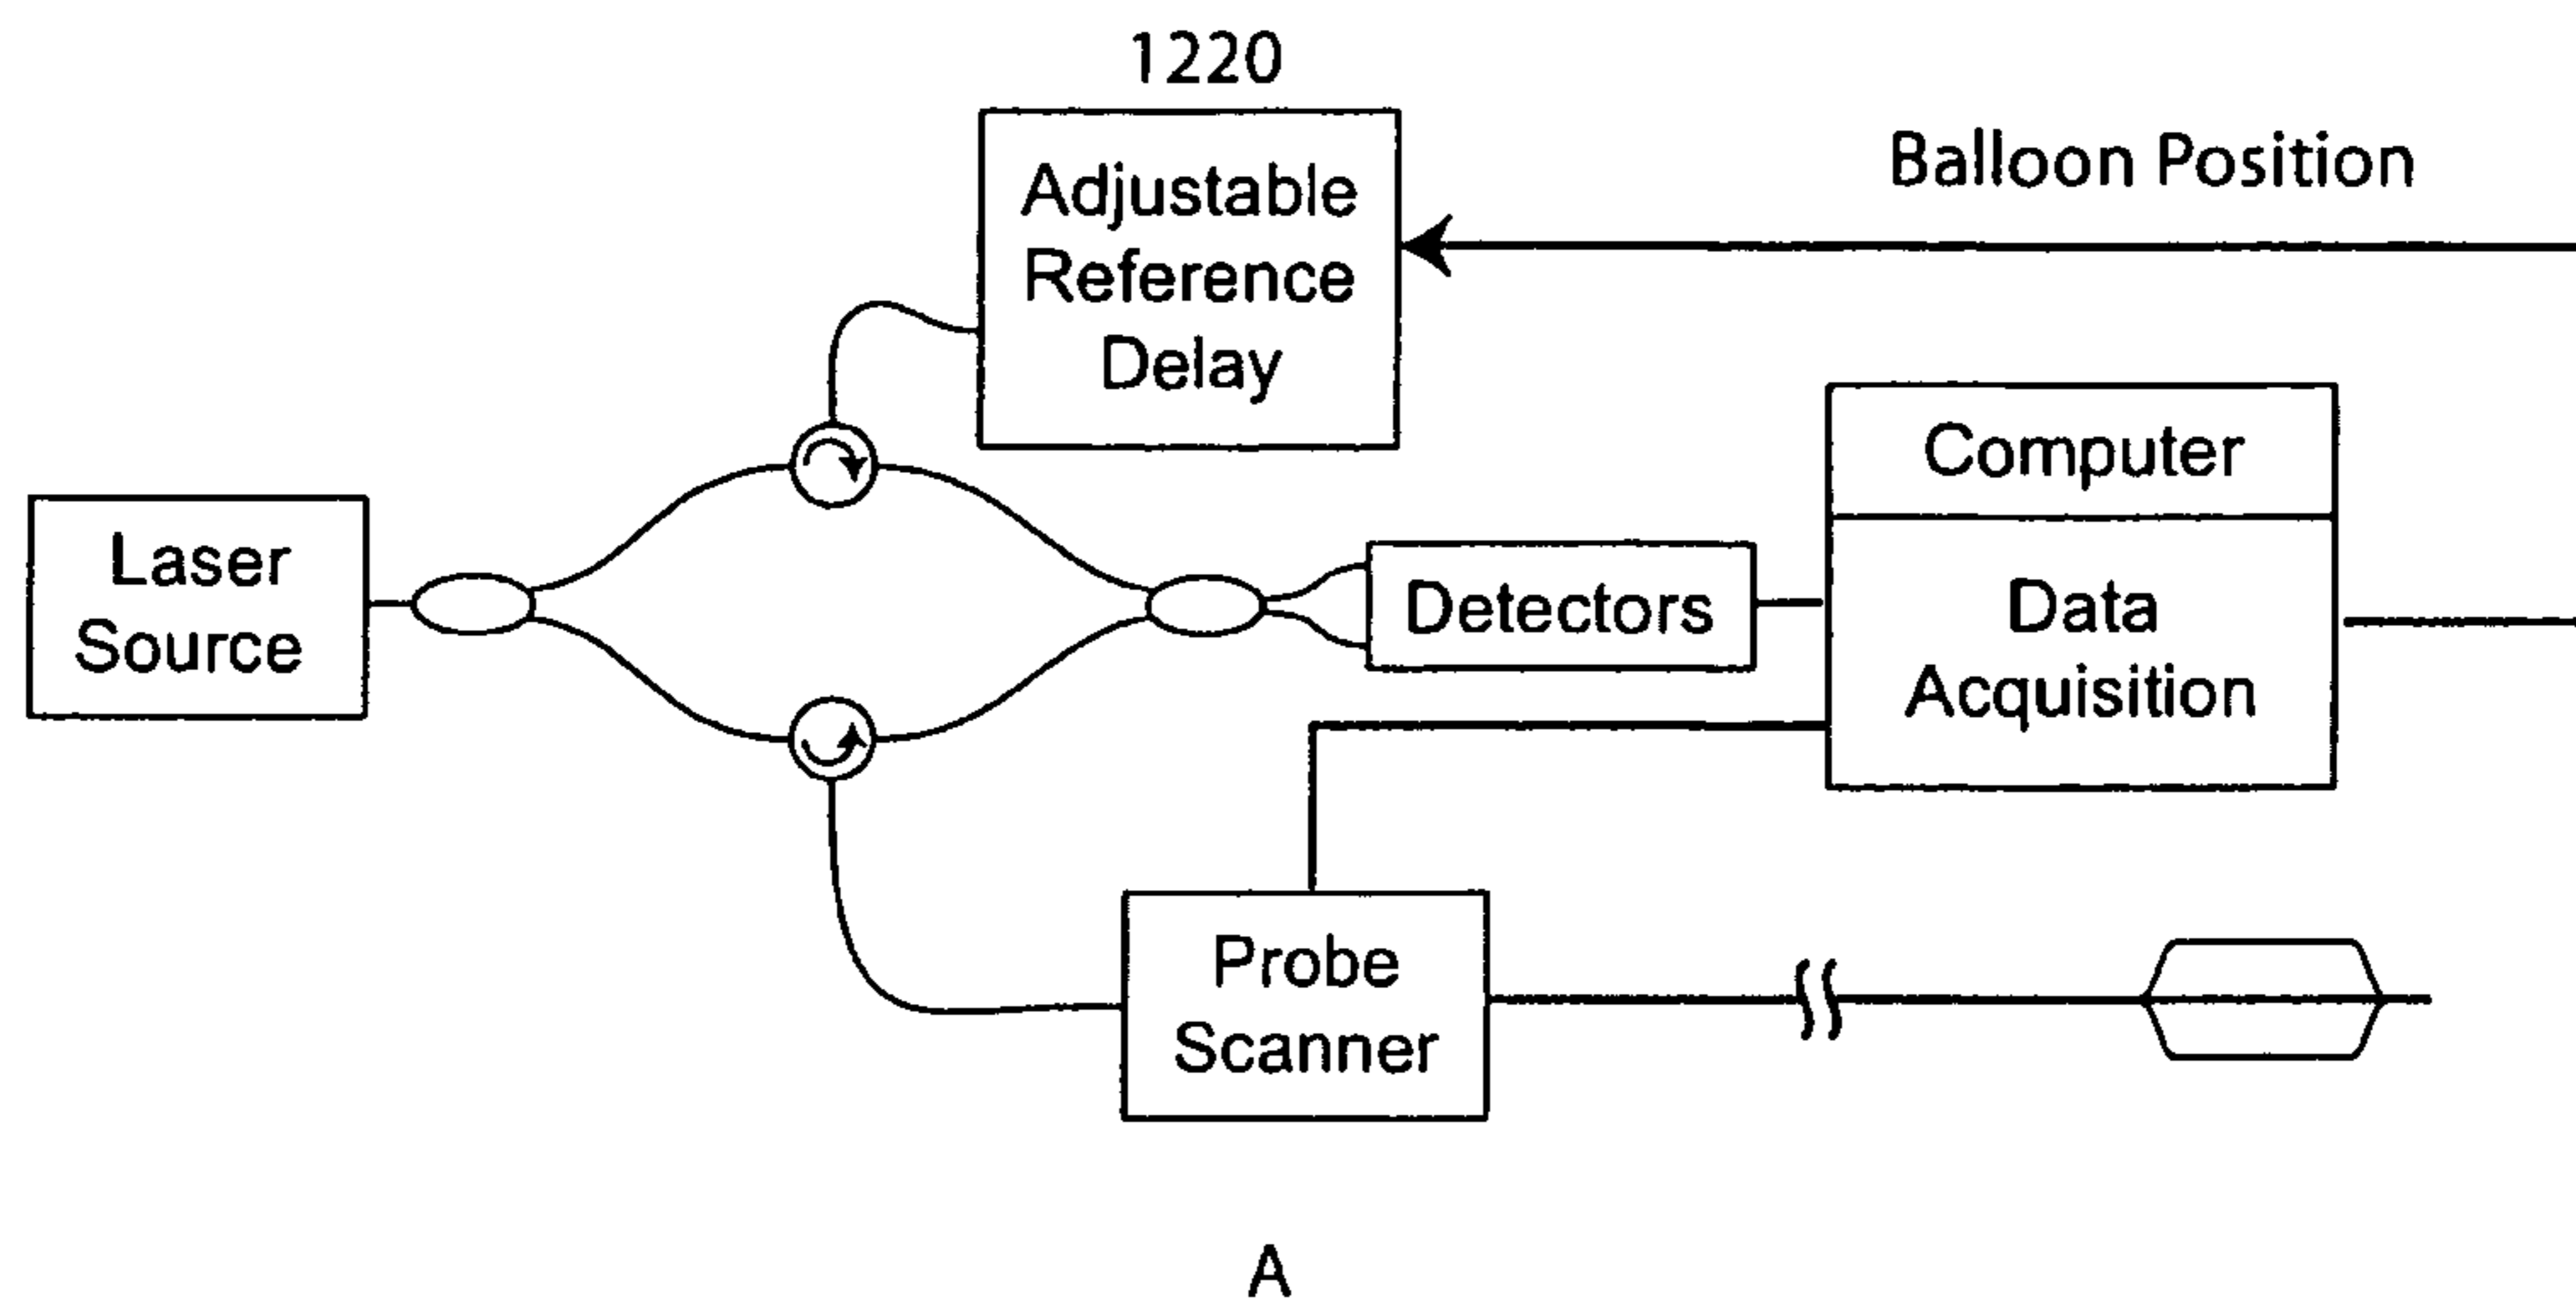 1220
Adjustable
Reference
Delay
Balloon Position
Laser
Source
Detectors
Computer
Data
Acquisition
Probe
Scanner
A